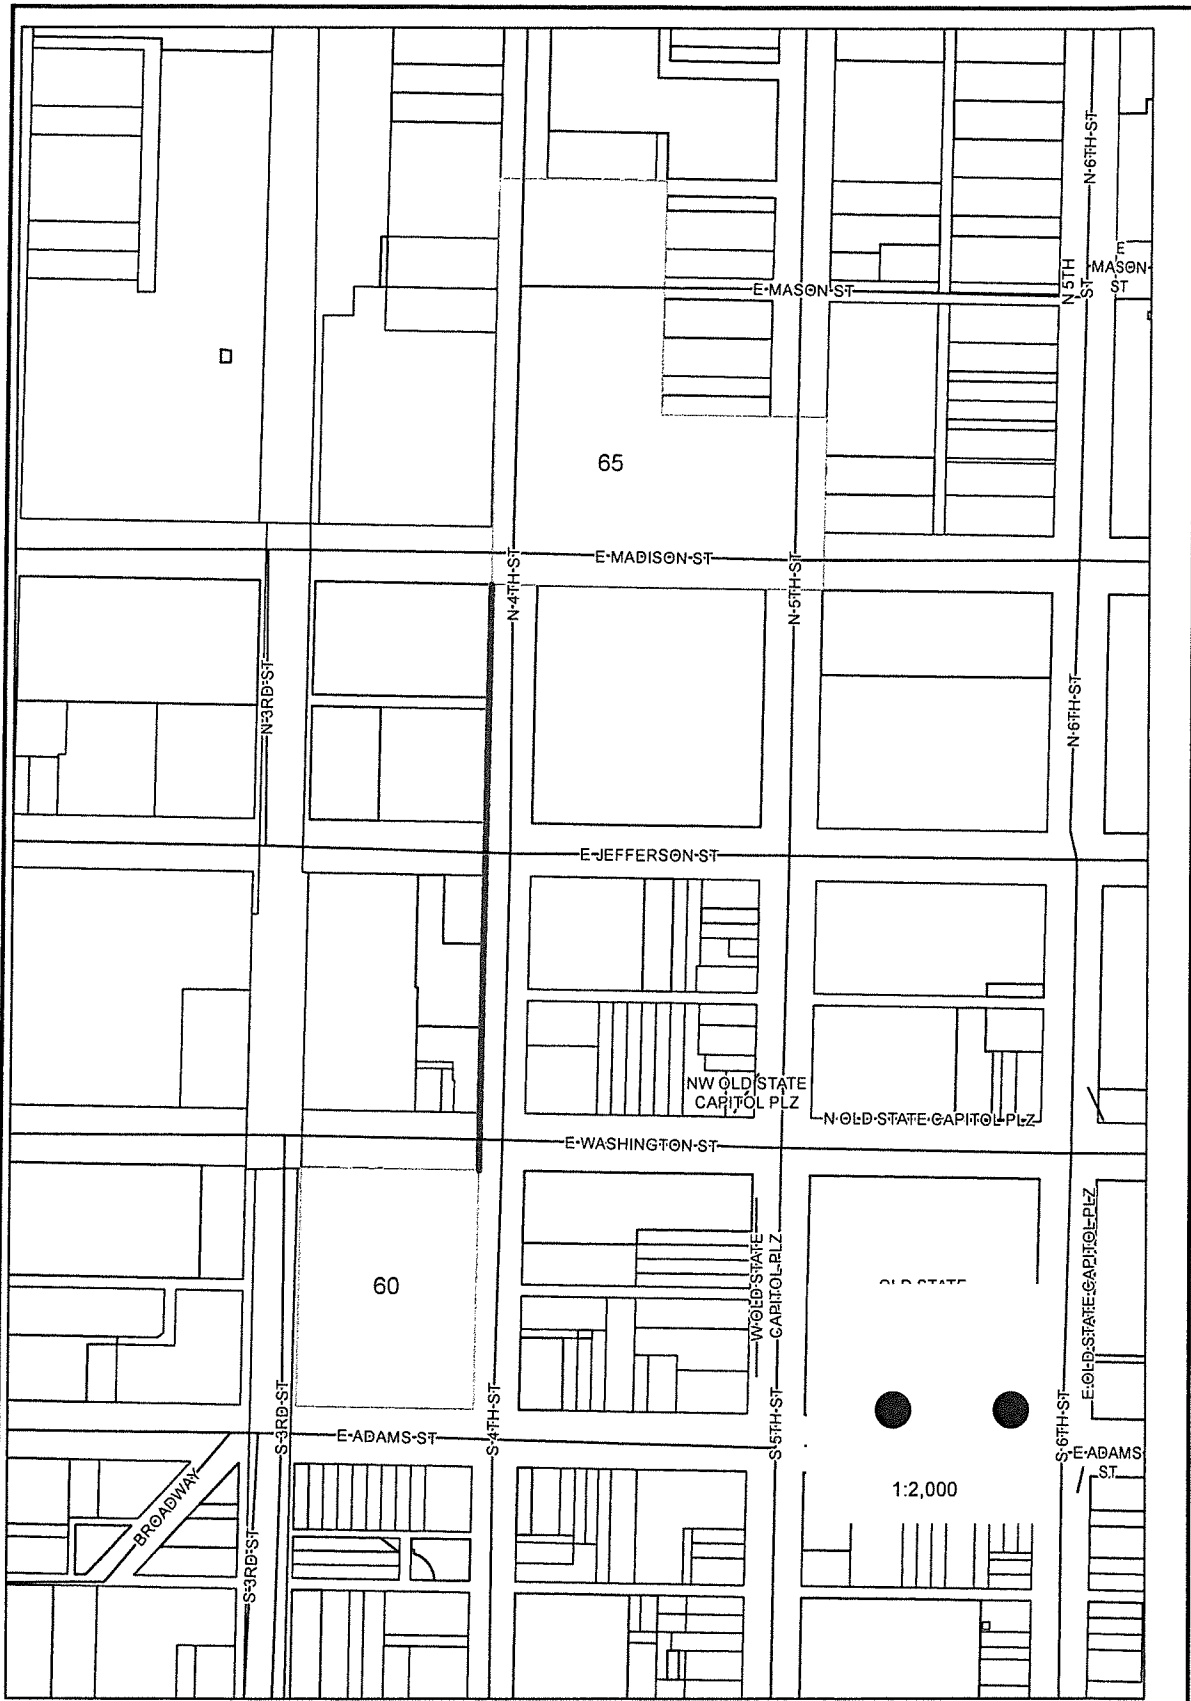 N 6TH ST
E MASON ST
N 5TH
ST
E
MASON
ST
65
E MADISON ST
N 4TH ST
N 5TH ST
N 3RD ST
N 6TH ST
E JEFFERSON ST
NW OLD STATE
CAPITOL PLZ
N OLD STATE CAPITOL PLZ
E WASHINGTON ST
W OLD STATE
CAPITOL PLZ
E OLD STATE CAPITOL PLZ
60
OLD STATE
S 3RD ST
E ADAMS ST
S 4TH ST
S 5TH ST
S 6TH ST
E ADAMS
ST
1:2,000
BROADWAY
S 3RD ST